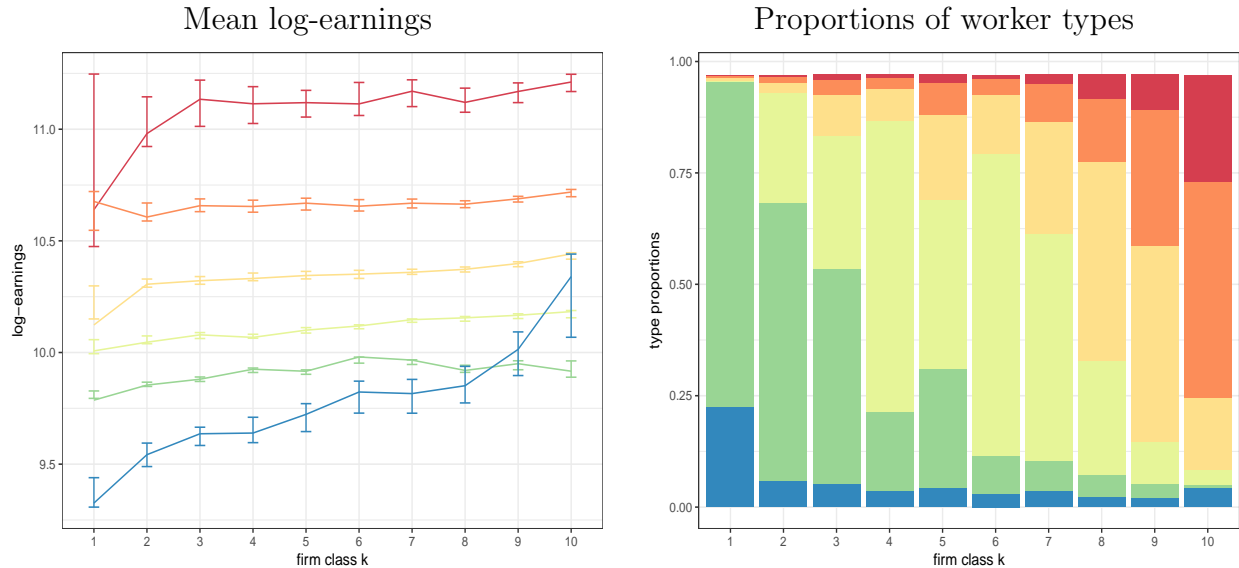 Mean log-earnings
Proportions of worker types
log−earnings
11.0
10.5
10.0
9.5
1 2 3 4 5 6 7 8 9 10
firm class k
type proportions
1.00
0.75
0.50
0.25
0.00
1 2 3 4 5 6 7 8 9 10
firm class k